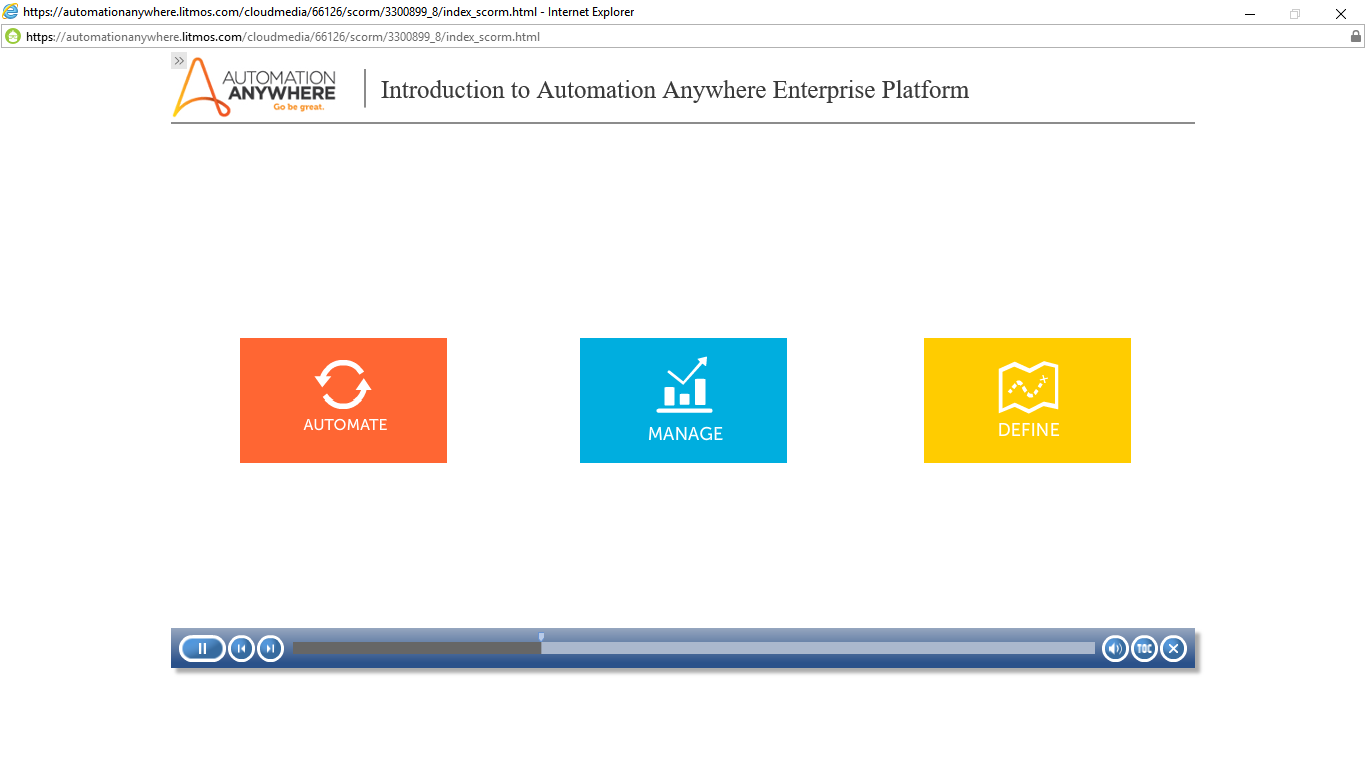 https://automationanywhere.litmos.com/cloudmedia/66126/scorm/3300899_8/index_scorm.html - Internet Explorer
https://automationanywhere.litmos.com/cloudmedia/66126/scorm/3300899_8/index_scorm.html
AUTOMATION
ANYWHERE
Go be great.
Introduction to Automation Anywhere Enterprise Platform
AUTOMATE
MANAGE
DEFINE
TOC